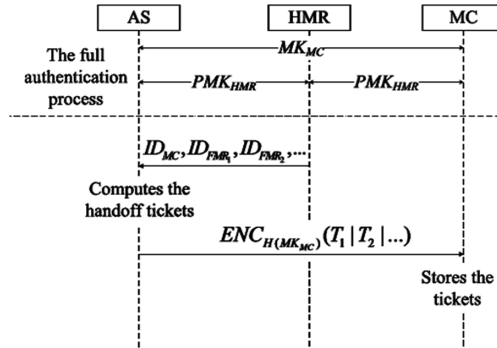 AS HMR MC
MK_MC
The full
authentication
process
PMK_HMR PMK_HMR
ID_MC, ID_FMR₁, ID_FMR₂, ...
Computes the
handoff tickets
ENC_H(MK_MC)(T₁ | T₂ | ...)
Stores the
tickets